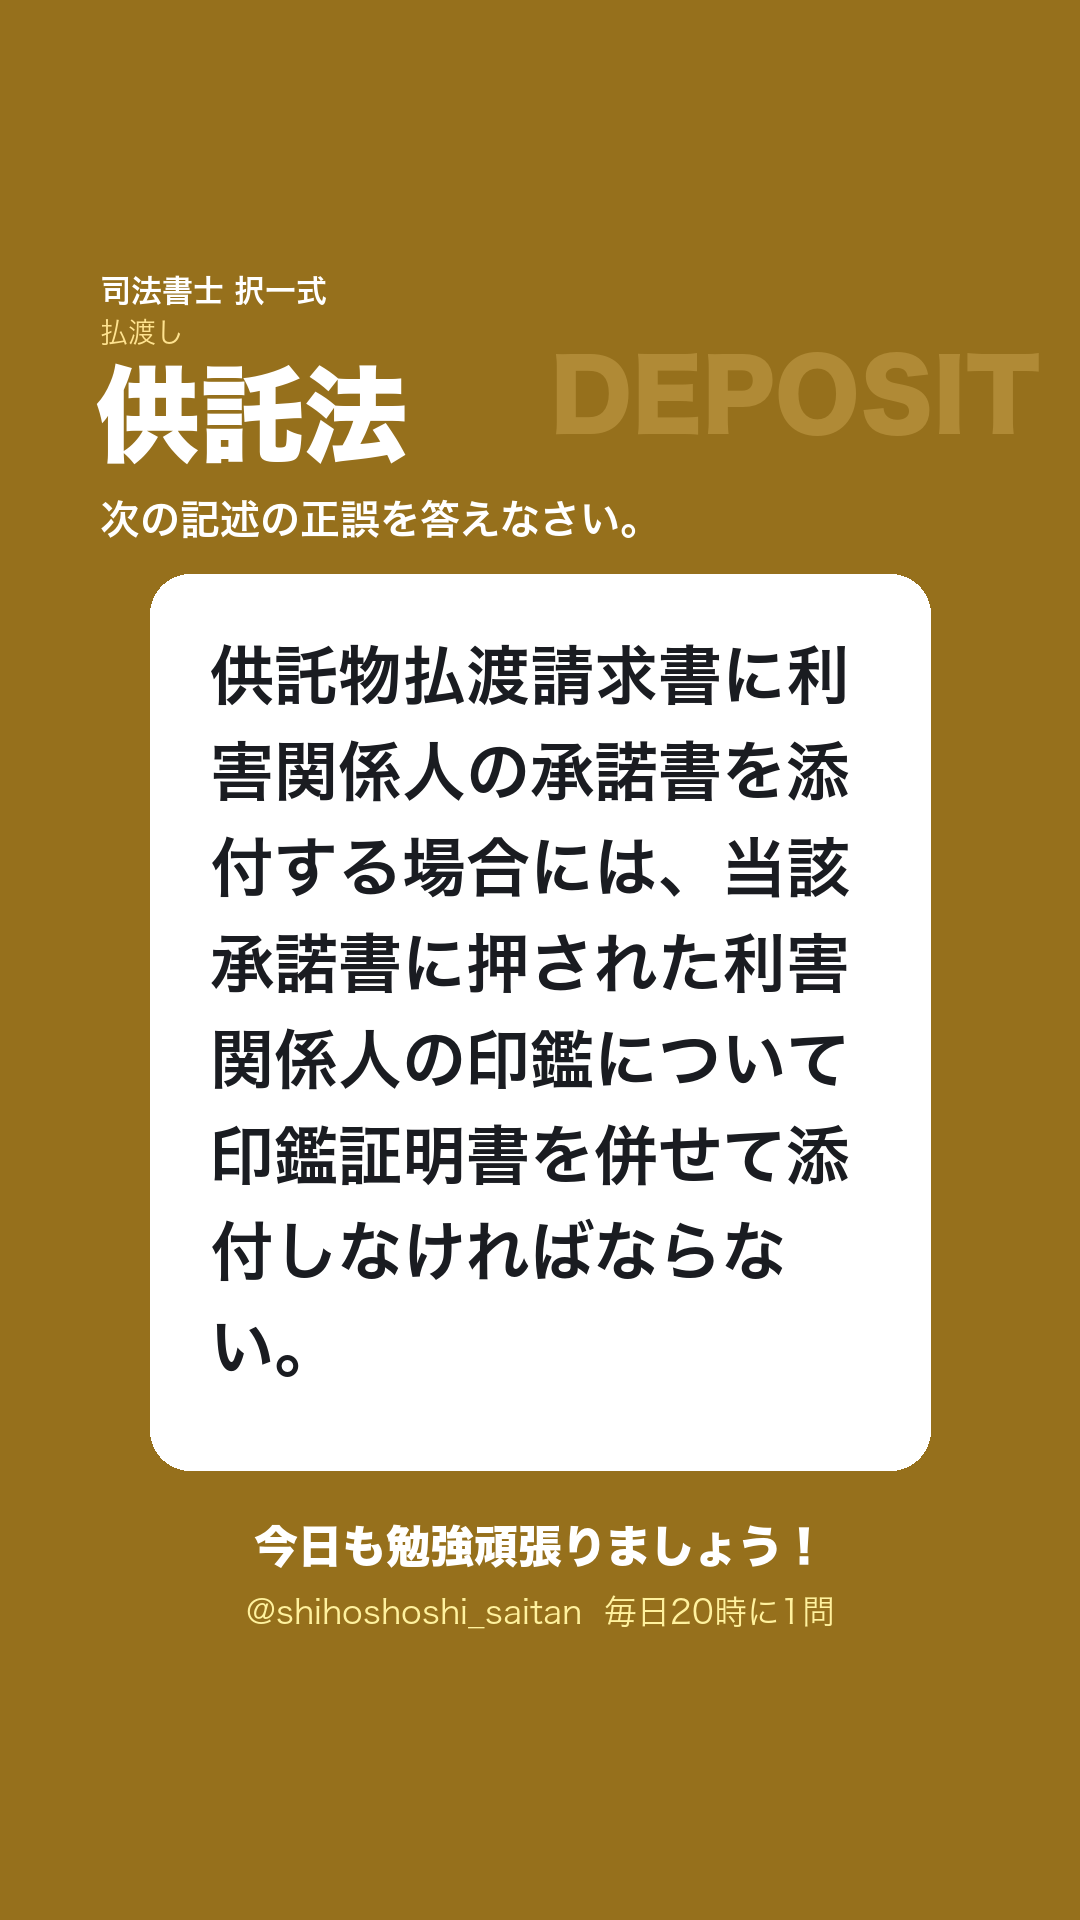 司法書士 択一式
払渡し
供託法
DEPOSIT
次の記述の正誤を答えなさい。
供託物払渡請求書に利
害関係人の承諾書を添
付する場合には、当該
承諾書に押された利害
関係人の印鑑について
印鑑証明書を併せて添
付しなければならな
い。
今日も勉強頑張りましょう！
@shihoshoshi_saitan 毎日20時に1問